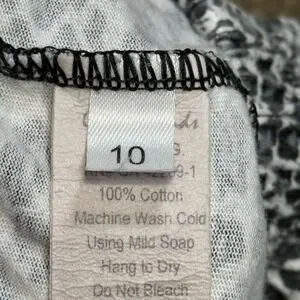 10
100% Cotton
Machine Wash Cold
Using Mild Soap
Hang to Dry
Do Not Bleach